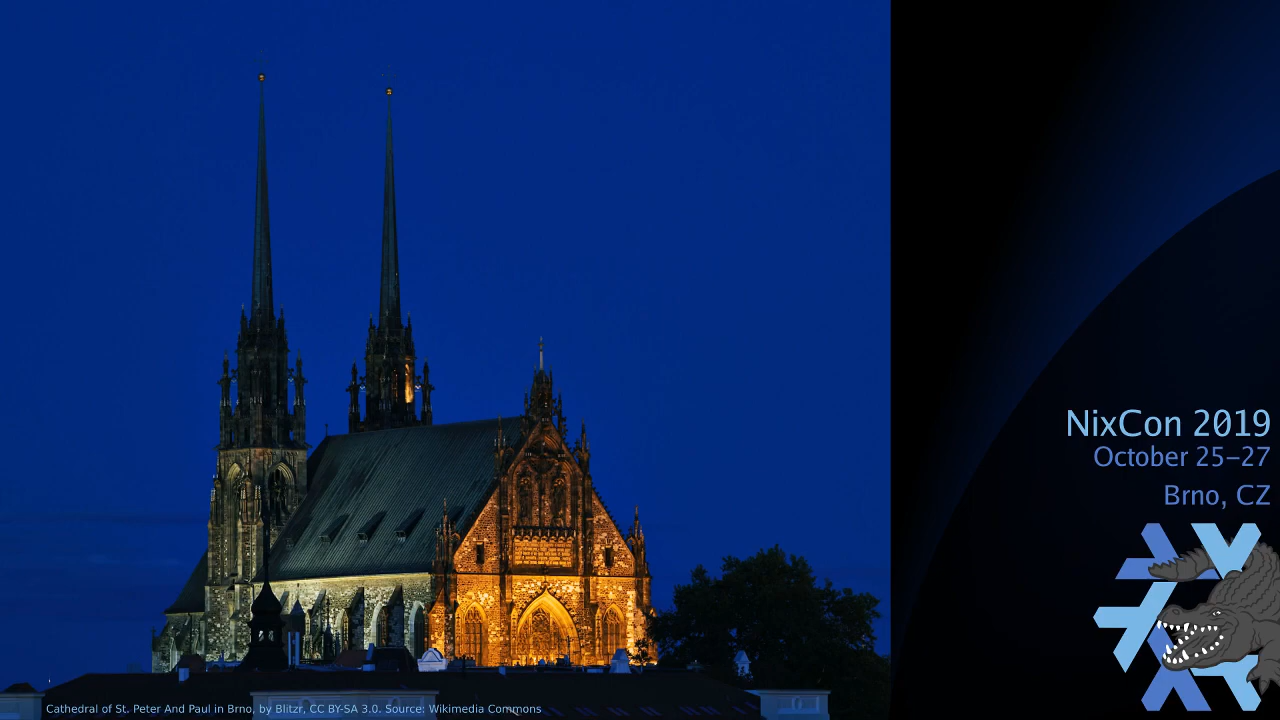 NixCon 2019
October 25–27
Brno, CZ
Cathedral of St. Peter And Paul in Brno, by Blitzr, CC BY-SA 3.0. Source: Wikimedia Commons